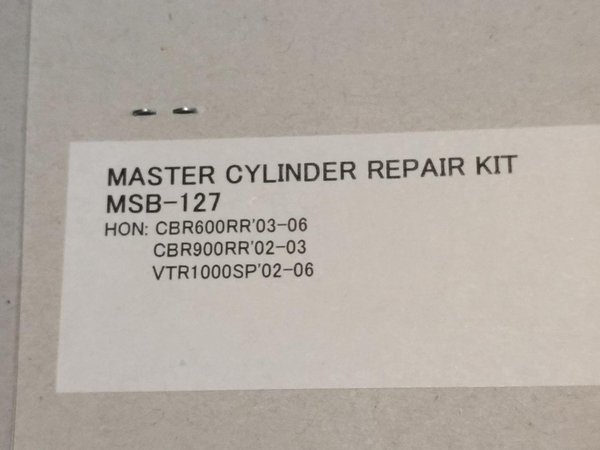 MASTER CYLINDER REPAIR KIT
MSB-127
HON: CBR600RR'03-06
CBR900RR'02-03
VTR1000SP'02-06